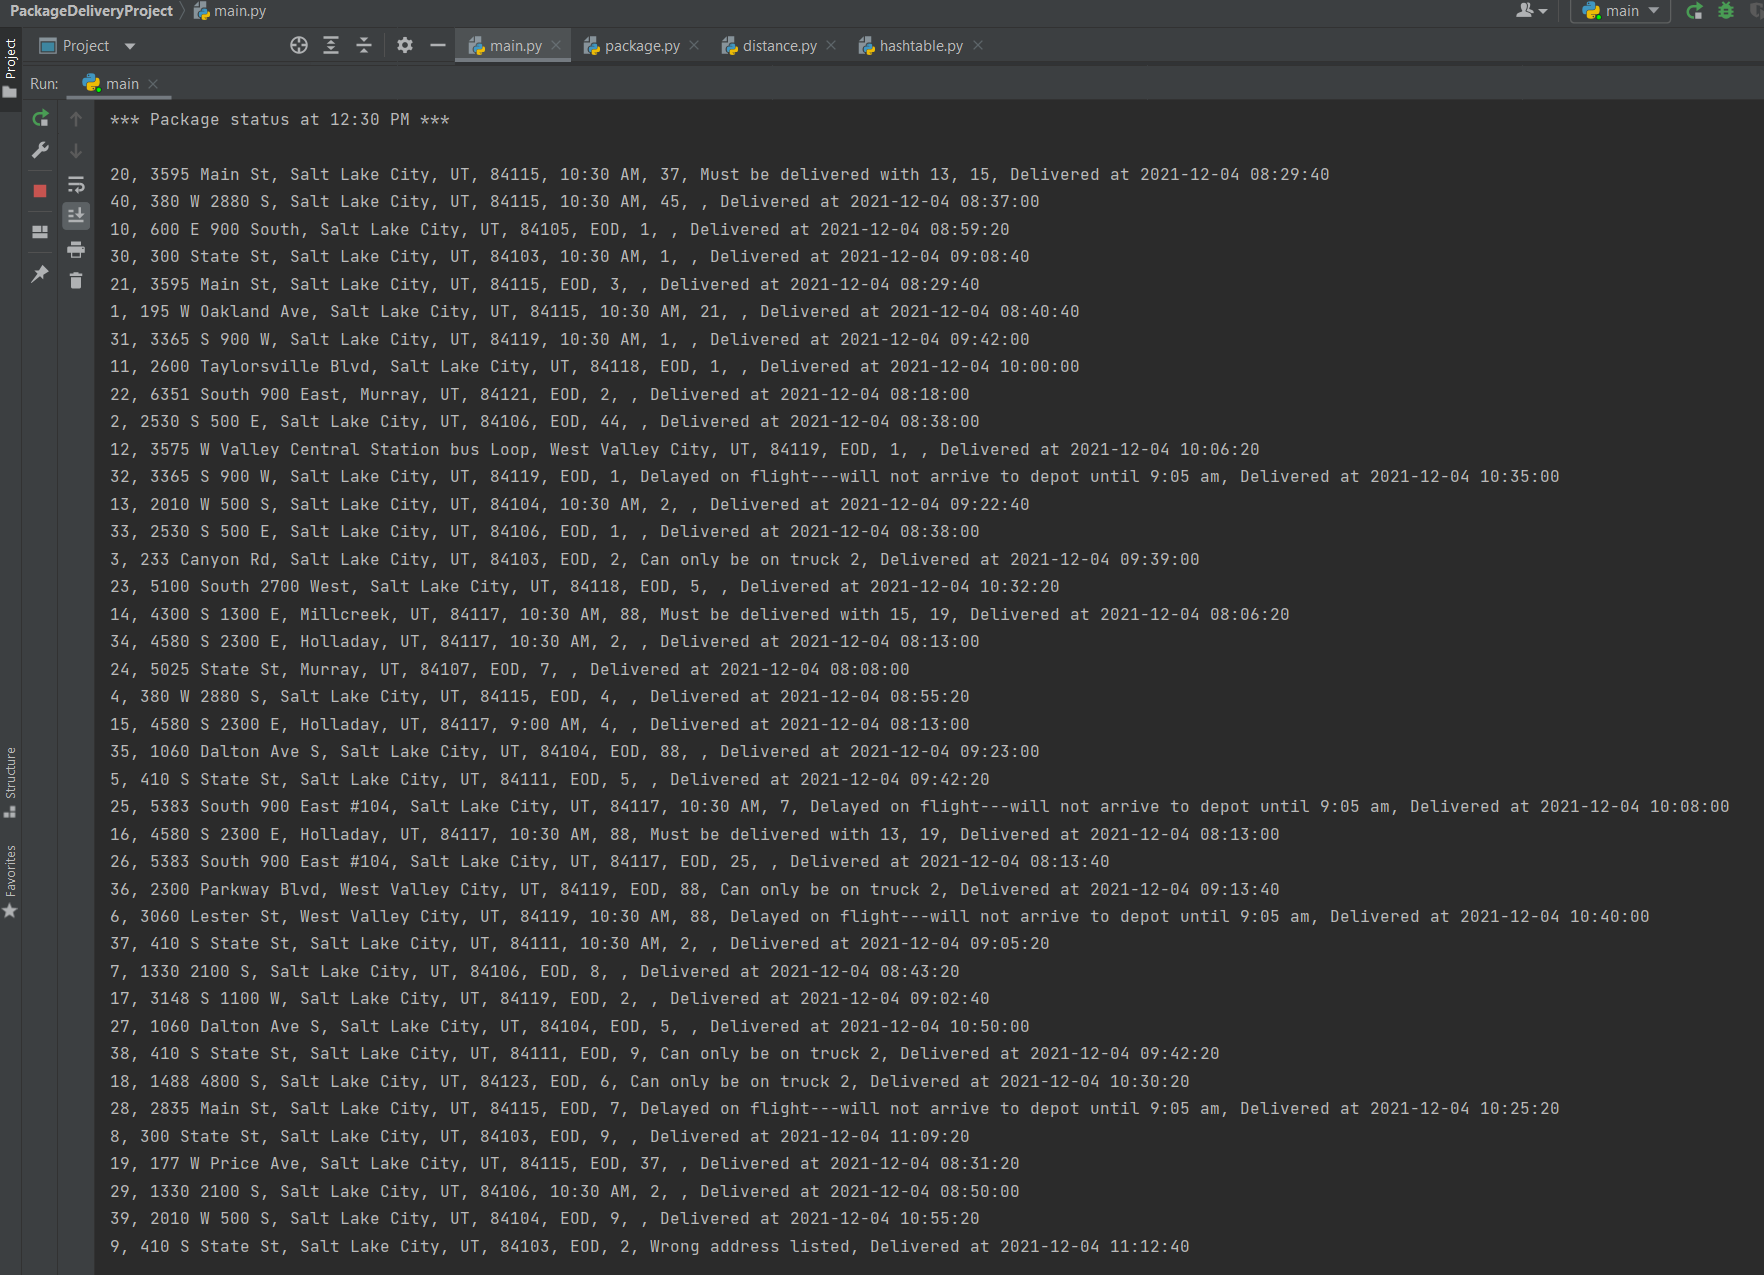 PackageDeliveryProject main.py
main
Project
main.py
package.py
distance.py
hashtable.py
Project
Run:
main
*** Package status at 12:30 PM ***
20, 3595 Main St, Salt Lake City, UT, 84115, 10:30 AM, 37, Must be delivered with 13, 15, Delivered at 2021-12-04 08:29:40
40, 380 W 2880 S, Salt Lake City, UT, 84115, 10:30 AM, 45, , Delivered at 2021-12-04 08:37:00
10, 600 E 900 South, Salt Lake City, UT, 84105, EOD, 1, , Delivered at 2021-12-04 08:59:20
30, 300 State St, Salt Lake City, UT, 84103, 10:30 AM, 1, , Delivered at 2021-12-04 09:08:40
21, 3595 Main St, Salt Lake City, UT, 84115, EOD, 3, , Delivered at 2021-12-04 08:29:40
1, 195 W Oakland Ave, Salt Lake City, UT, 84115, 10:30 AM, 21, , Delivered at 2021-12-04 08:40:40
31, 3365 S 900 W, Salt Lake City, UT, 84119, 10:30 AM, 1, , Delivered at 2021-12-04 09:42:00
11, 2600 Taylorsville Blvd, Salt Lake City, UT, 84118, EOD, 1, , Delivered at 2021-12-04 10:00:00
22, 6351 South 900 East, Murray, UT, 84121, EOD, 2, , Delivered at 2021-12-04 08:18:00
2, 2530 S 500 E, Salt Lake City, UT, 84106, EOD, 44, , Delivered at 2021-12-04 08:38:00
12, 3575 W Valley Central Station bus Loop, West Valley City, UT, 84119, EOD, 1, , Delivered at 2021-12-04 10:06:20
32, 3365 S 900 W, Salt Lake City, UT, 84119, EOD, 1, Delayed on flight---will not arrive to depot until 9:05 am, Delivered at 2021-12-04 10:35:00
13, 2010 W 500 S, Salt Lake City, UT, 84104, 10:30 AM, 2, , Delivered at 2021-12-04 09:22:40
33, 2530 S 500 E, Salt Lake City, UT, 84106, EOD, 1, , Delivered at 2021-12-04 08:38:00
3, 233 Canyon Rd, Salt Lake City, UT, 84103, EOD, 2, Can only be on truck 2, Delivered at 2021-12-04 09:39:00
23, 5100 South 2700 West, Salt Lake City, UT, 84118, EOD, 5, , Delivered at 2021-12-04 10:32:20
14, 4300 S 1300 E, Millcreek, UT, 84117, 10:30 AM, 88, Must be delivered with 15, 19, Delivered at 2021-12-04 08:06:20
34, 4580 S 2300 E, Holladay, UT, 84117, 10:30 AM, 2, , Delivered at 2021-12-04 08:13:00
24, 5025 State St, Murray, UT, 84107, EOD, 7, , Delivered at 2021-12-04 08:08:00
4, 380 W 2880 S, Salt Lake City, UT, 84115, EOD, 4, , Delivered at 2021-12-04 08:55:20
15, 4580 S 2300 E, Holladay, UT, 84117, 9:00 AM, 4, , Delivered at 2021-12-04 08:13:00
35, 1060 Dalton Ave S, Salt Lake City, UT, 84104, EOD, 88, , Delivered at 2021-12-04 09:23:00
5, 410 S State St, Salt Lake City, UT, 84111, EOD, 5, , Delivered at 2021-12-04 09:42:20
25, 5383 South 900 East #104, Salt Lake City, UT, 84117, 10:30 AM, 7, Delayed on flight---will not arrive to depot until 9:05 am, Delivered at 2021-12-04 10:08:00
16, 4580 S 2300 E, Holladay, UT, 84117, 10:30 AM, 88, Must be delivered with 13, 19, Delivered at 2021-12-04 08:13:00
26, 5383 South 900 East #104, Salt Lake City, UT, 84117, EOD, 25, , Delivered at 2021-12-04 08:13:40
36, 2300 Parkway Blvd, West Valley City, UT, 84119, EOD, 88, Can only be on truck 2, Delivered at 2021-12-04 09:13:40
6, 3060 Lester St, West Valley City, UT, 84119, 10:30 AM, 88, Delayed on flight---will not arrive to depot until 9:05 am, Delivered at 2021-12-04 10:40:00
37, 410 S State St, Salt Lake City, UT, 84111, 10:30 AM, 2, , Delivered at 2021-12-04 09:05:20
7, 1330 2100 S, Salt Lake City, UT, 84106, EOD, 8, , Delivered at 2021-12-04 08:43:20
17, 3148 S 1100 W, Salt Lake City, UT, 84119, EOD, 2, , Delivered at 2021-12-04 09:02:40
27, 1060 Dalton Ave S, Salt Lake City, UT, 84104, EOD, 5, , Delivered at 2021-12-04 10:50:00
38, 410 S State St, Salt Lake City, UT, 84111, EOD, 9, Can only be on truck 2, Delivered at 2021-12-04 09:42:20
18, 1488 4800 S, Salt Lake City, UT, 84123, EOD, 6, Can only be on truck 2, Delivered at 2021-12-04 10:30:20
28, 2835 Main St, Salt Lake City, UT, 84115, EOD, 7, Delayed on flight---will not arrive to depot until 9:05 am, Delivered at 2021-12-04 10:25:20
8, 300 State St, Salt Lake City, UT, 84103, EOD, 9, , Delivered at 2021-12-04 11:09:20
19, 177 W Price Ave, Salt Lake City, UT, 84115, EOD, 37, , Delivered at 2021-12-04 08:31:20
29, 1330 2100 S, Salt Lake City, UT, 84106, 10:30 AM, 2, , Delivered at 2021-12-04 08:50:00
39, 2010 W 500 S, Salt Lake City, UT, 84104, EOD, 9, , Delivered at 2021-12-04 10:55:20
9, 410 S State St, Salt Lake City, UT, 84103, EOD, 2, Wrong address listed, Delivered at 2021-12-04 11:12:40
Structure
Favorites